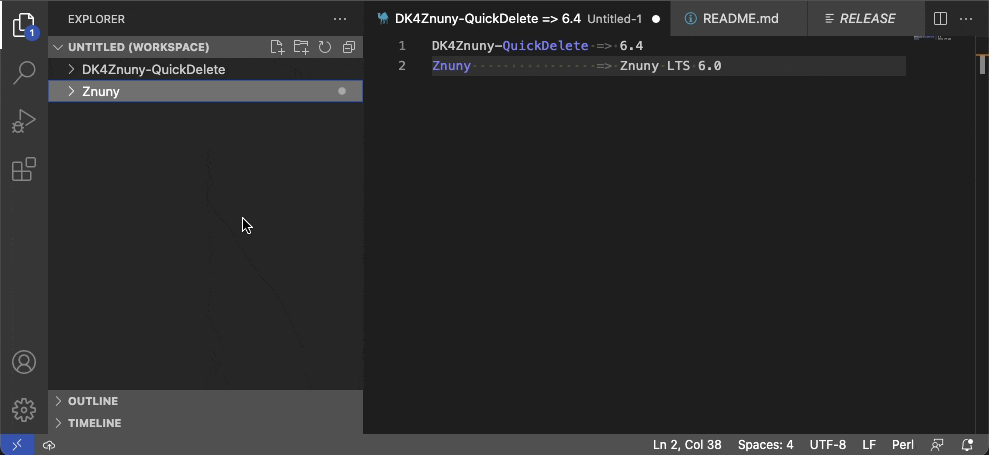 EXPLORER
UNTITLED (WORKSPACE)
DK4Znuny-QuickDelete
Znuny
OUTLINE
TIMELINE
1
DK4Znuny-QuickDelete => 6.4 Untitled-1
README.md
RELEASE
1 DK4Znuny-QuickDelete => 6.4
2 Znuny => Znuny LTS 6.0
Ln 2, Col 38 Spaces: 4 UTF-8 LF Perl